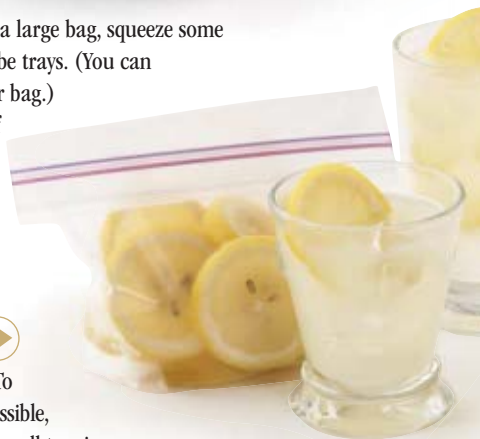 a large bag, squeeze some
be trays. (You can
r bag.)
To
ssible,